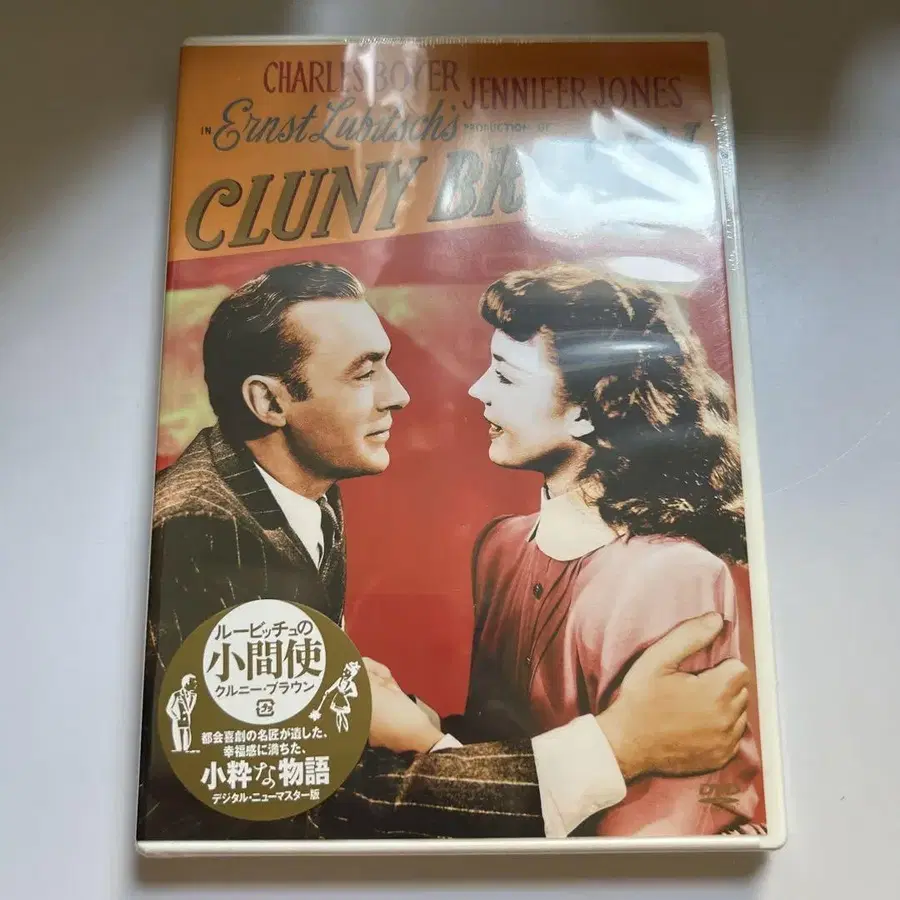 CHARLES BOYER
JENNIFER JONES
IN Ernst Lubitsch's PRODUCTION OF
CLUNY
ルービッチュの
小間使
クルニー・ブラウン
都会喜劇の名匠が遺した、
幸福感に満ちた、
小粋な物語
デジタル・ニューマスター版
DVD